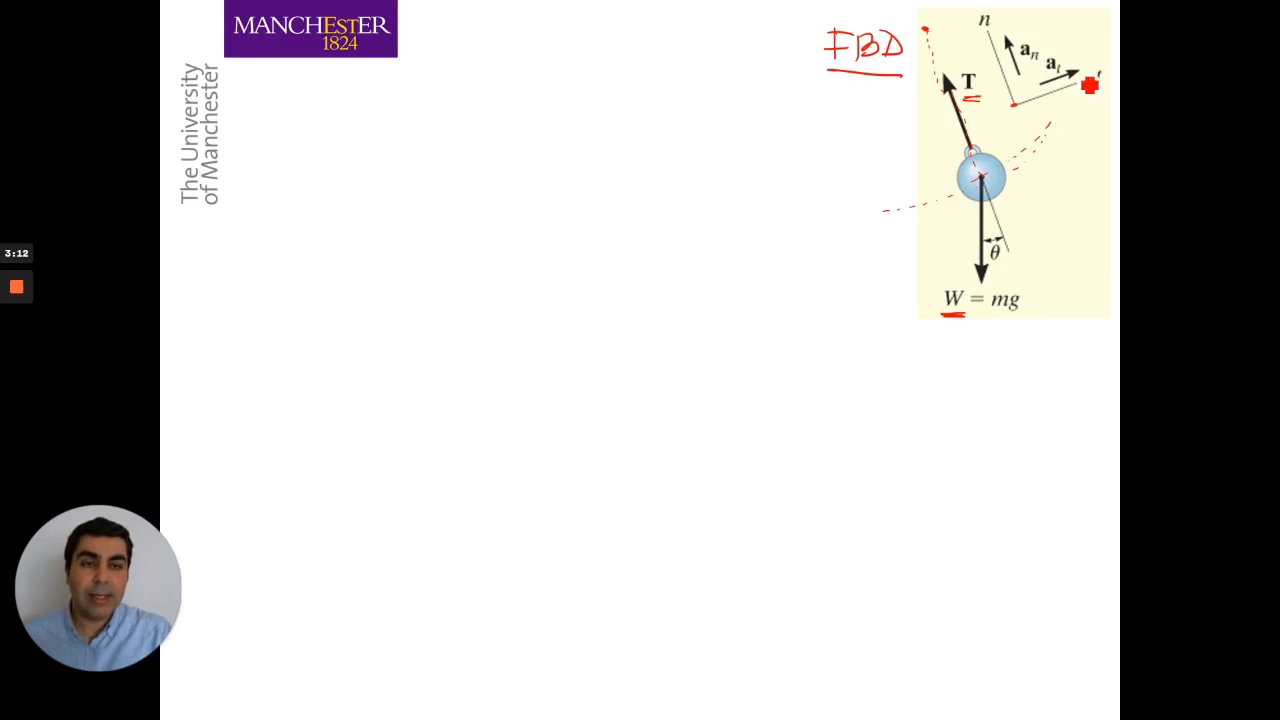 MANCHESTER
1824
The University
of Manchester
3:12
FBD
n
a_n
a_t
T
θ
W = mg